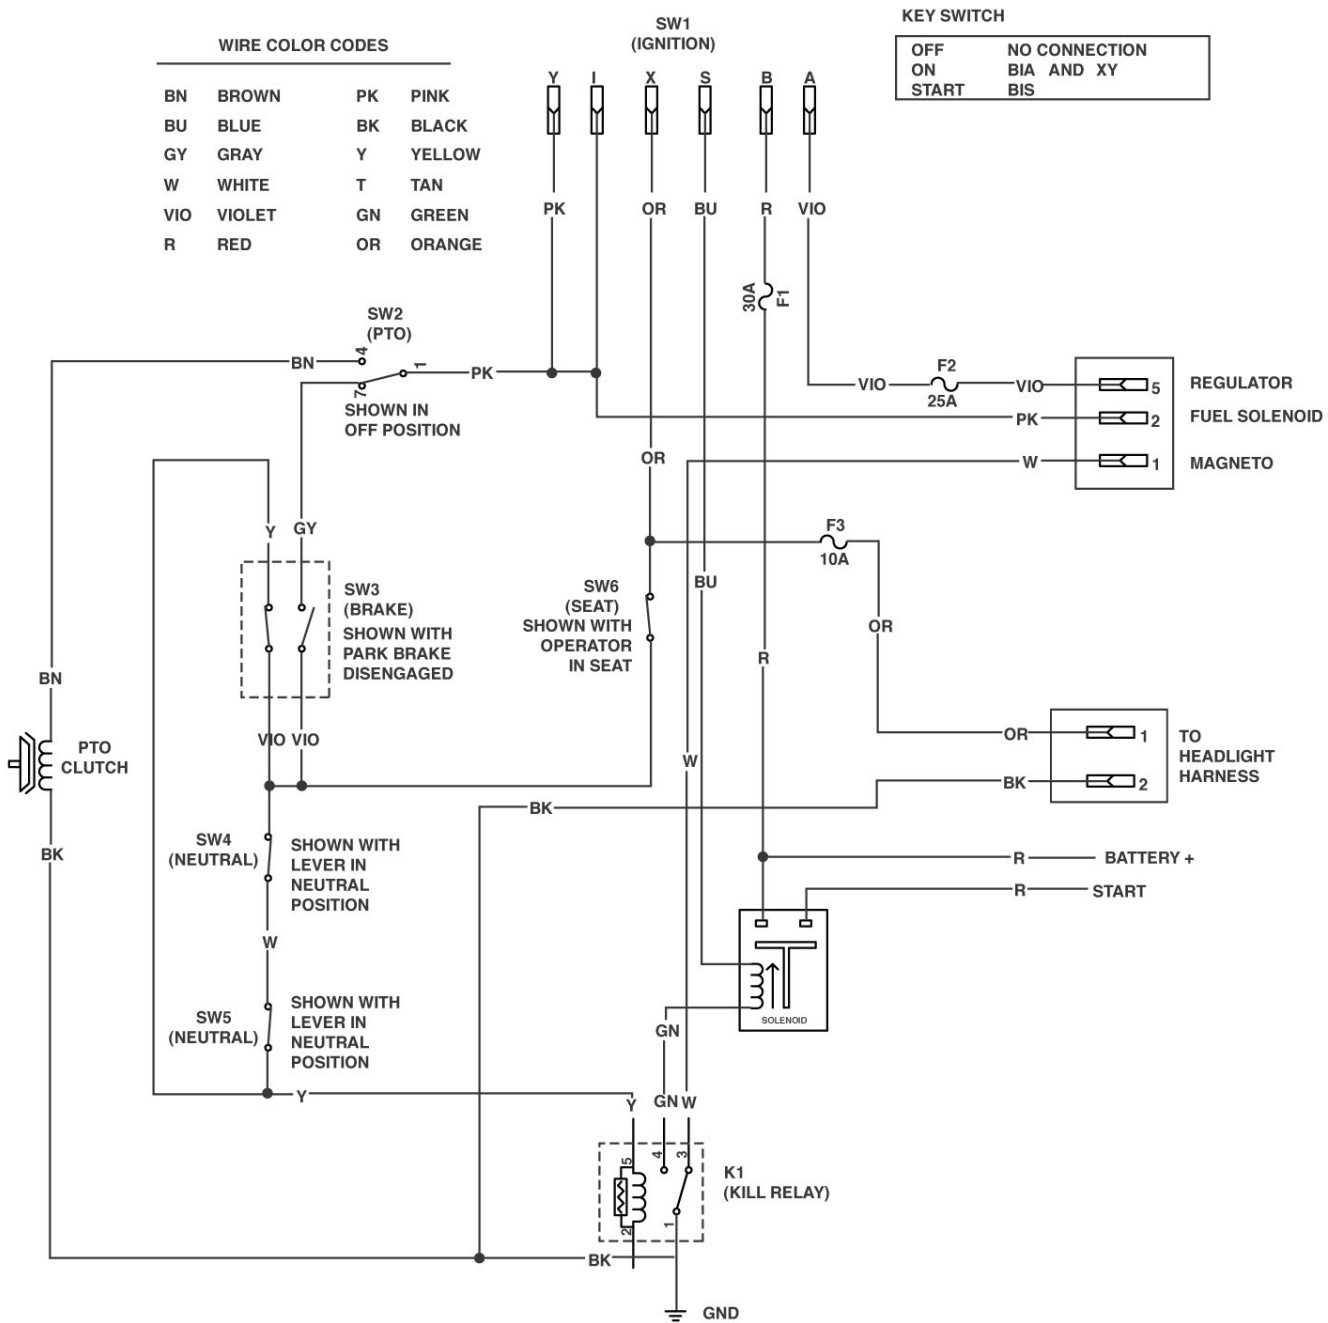 KEY SWITCH
OFF NO CONNECTION
ON BIA AND XY
START BIS
SW1
(IGNITION)
Y I X S B A
WIRE COLOR CODES
BN BROWN PK PINK
BU BLUE BK BLACK
GY GRAY Y YELLOW
W WHITE T TAN
VIO VIOLET GN GREEN
R RED OR ORANGE
PK OR BU R VIO
30A
F1
SW2
(PTO)
4
1
7
BN
PK
SHOWN IN
OFF POSITION
F2
25A
VIO
VIO
5 REGULATOR
PK
2 FUEL SOLENOID
W
1 MAGNETO
OR
Y GY
F3
10A
SW3
(BRAKE)
SHOWN WITH
PARK BRAKE
DISENGAGED
SW6
(SEAT)
SHOWN WITH
OPERATOR
IN SEAT
BU
OR
R
BN
PTO
CLUTCH
VIO VIO
W
OR
1
BK
2
TO
HEADLIGHT
HARNESS
BK
BK
SW4
(NEUTRAL)
SHOWN WITH
LEVER IN
NEUTRAL
POSITION
R
BATTERY +
R
START
W
SW5
(NEUTRAL)
SHOWN WITH
LEVER IN
NEUTRAL
POSITION
SOLENOID
GN
Y
Y GN W
5 4 3
2 1
K1
(KILL RELAY)
BK
GND